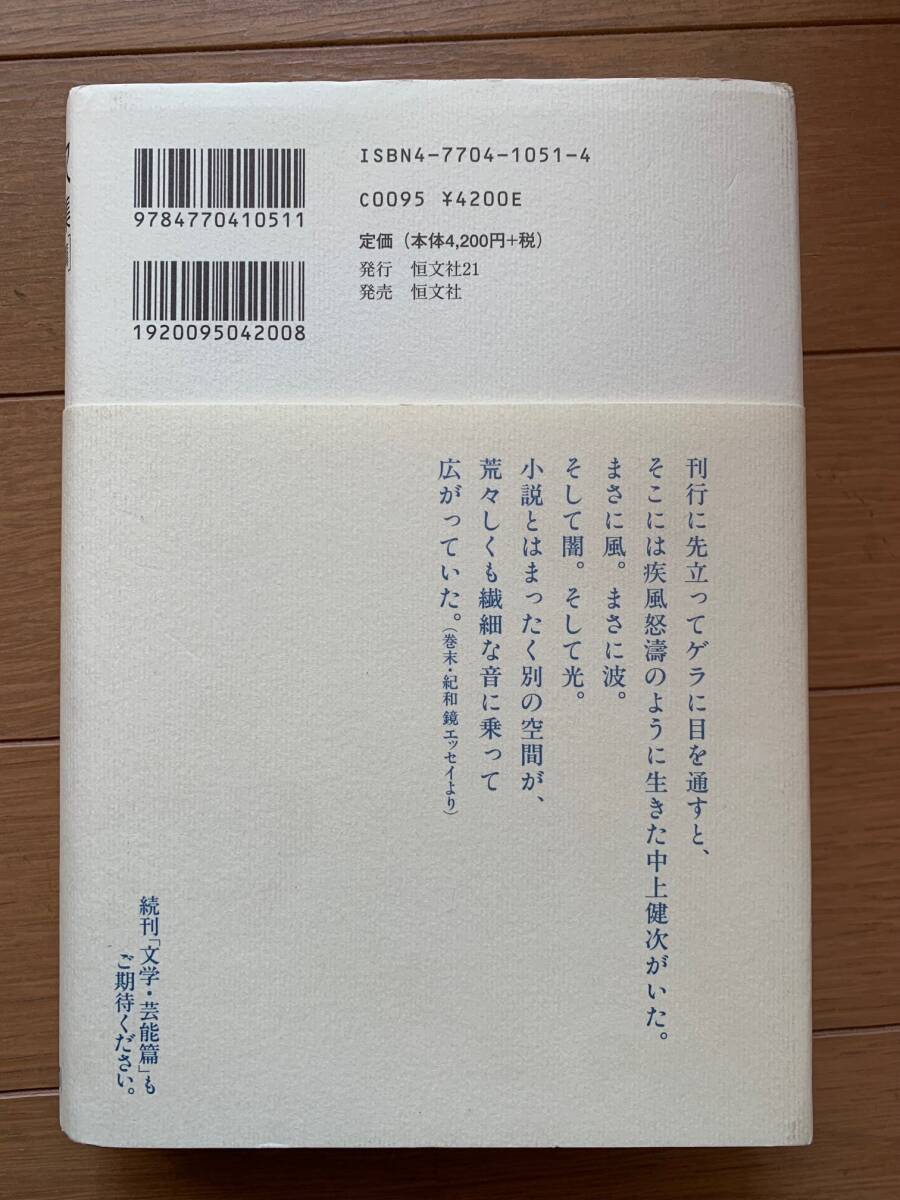 ISBN4-7704-1051-4
C0095 ¥4200E
定価（本体4,200円+税）
発行　恒文社21
発売　恒文社
9784770410511
1920095042008
刊行に先立ってゲラに目を通すと、
そこには疾風怒濤のように生きた中上健次がいた。
まさに風。まさに波。
そして闇。そして光。
小説とはまったく別の空間が、
荒々しくも繊細な音に乗って
広がっていた。（巻末・紀和 鏡エッセイより）
続刊「文学・芸能篇」も
ご期待ください。